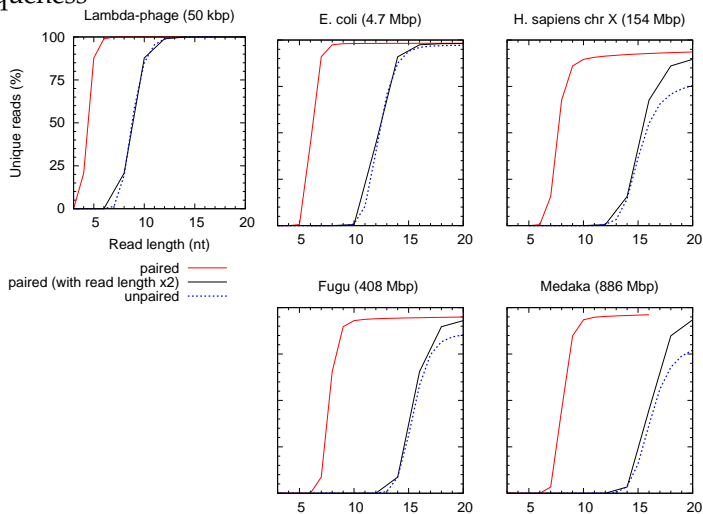 queness
Lambda-phage (50 kbp)
E. coli (4.7 Mbp)
H. sapiens chr X (154 Mbp)
Unique reads (%)
100
75
50
25
0
5 10 15 20
5 10 15 20
5 10 15 20
Read length (nt)
paired
paired (with read length x2)
unpaired
Fugu (408 Mbp)
Medaka (886 Mbp)
5 10 15 20
5 10 15 20